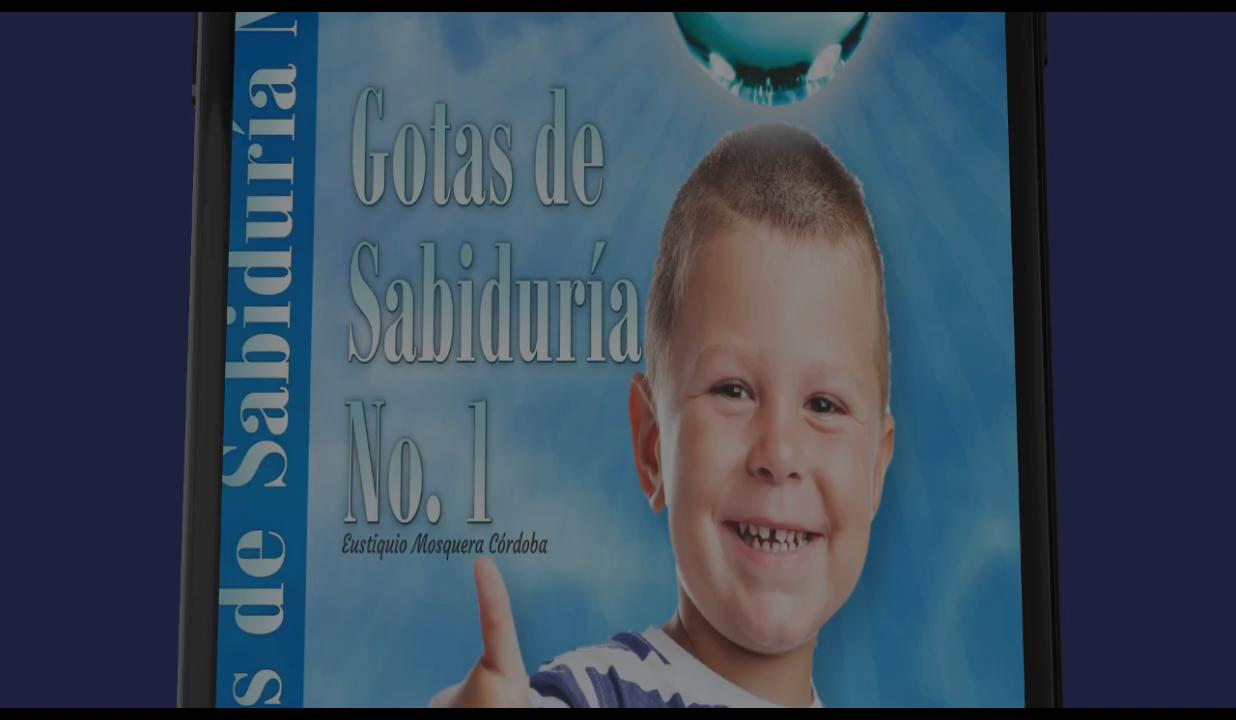 Gotas de
Sabiduría
No. 1
Eustiquio Mosquera Córdoba
s de Sabiduría